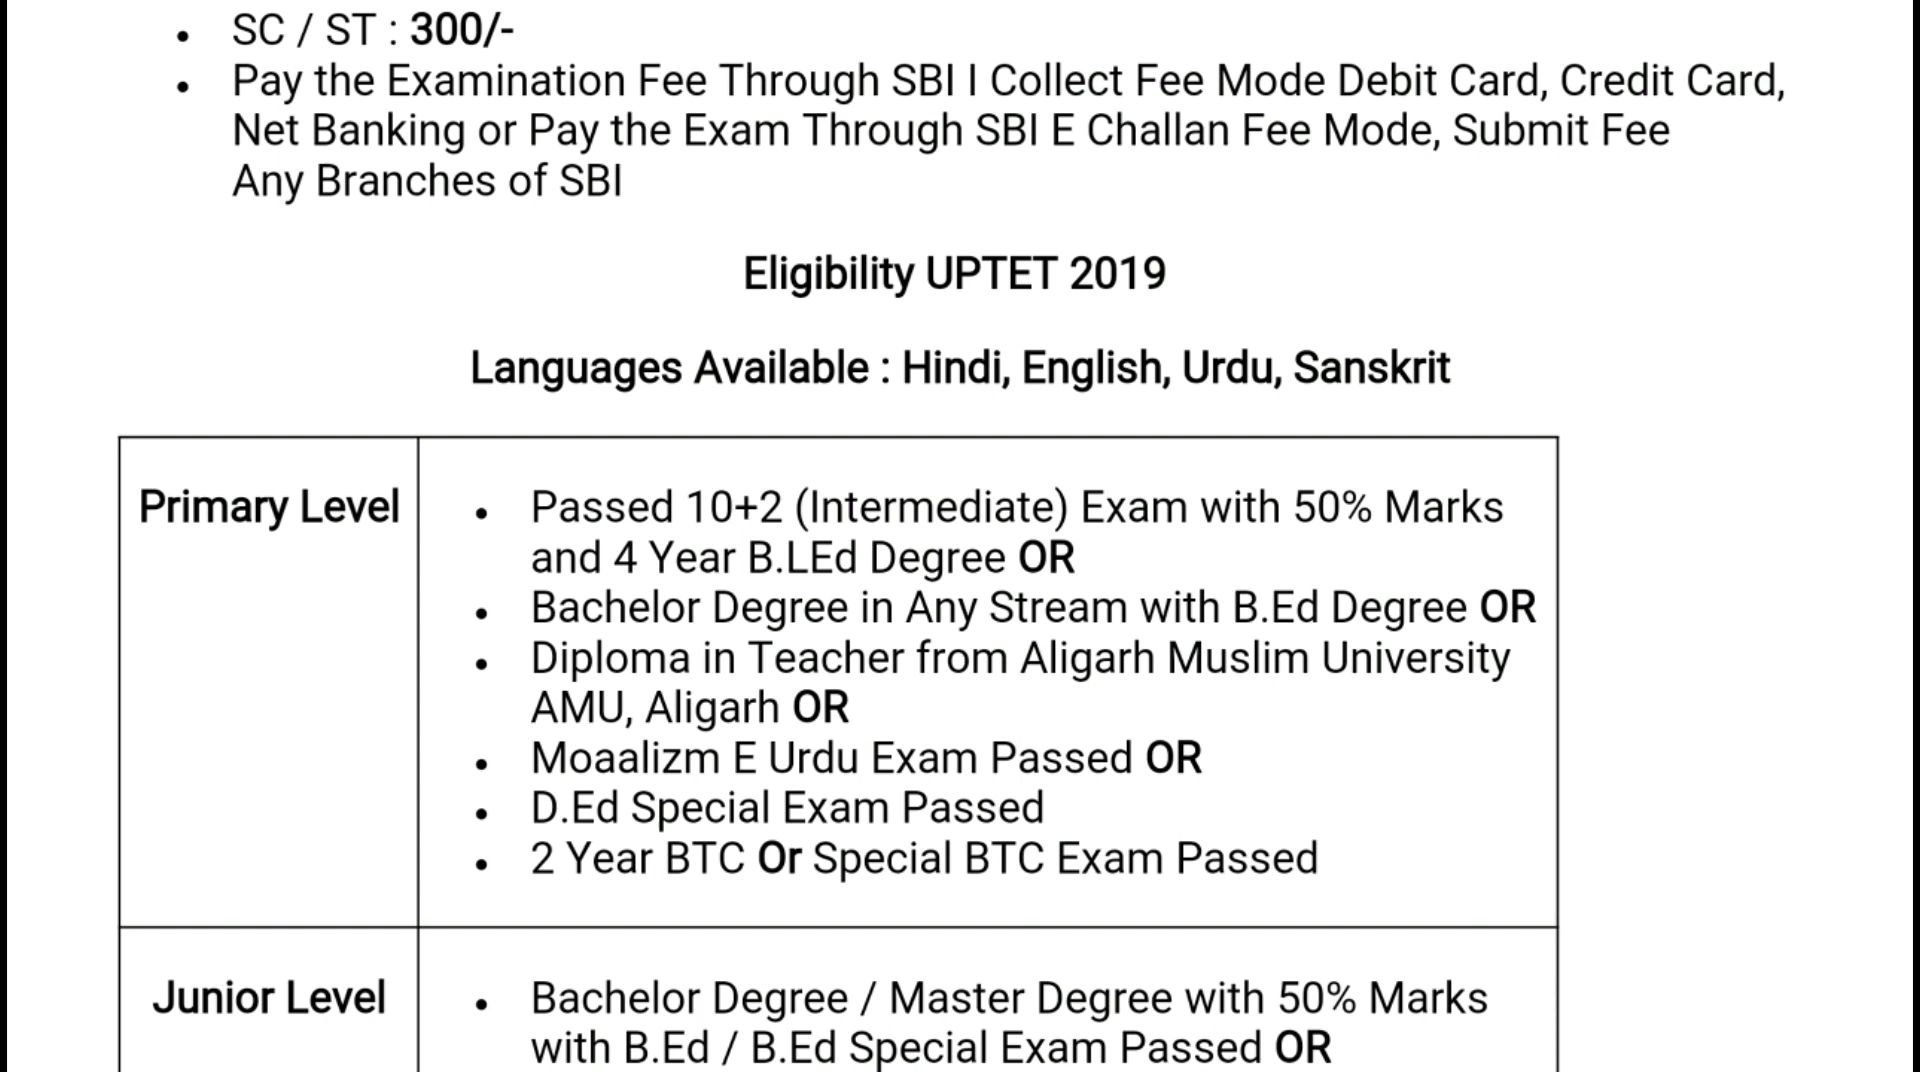 • SC / ST : 300/-
• Pay the Examination Fee Through SBI I Collect Fee Mode Debit Card, Credit Card,
Net Banking or Pay the Exam Through SBI E Challan Fee Mode, Submit Fee
Any Branches of SBI
Eligibility UPTET 2019
Languages Available : Hindi, English, Urdu, Sanskrit
Primary Level
• Passed 10+2 (Intermediate) Exam with 50% Marks
and 4 Year B.LEd Degree OR
• Bachelor Degree in Any Stream with B.Ed Degree OR
• Diploma in Teacher from Aligarh Muslim University
AMU, Aligarh OR
• Moaalizm E Urdu Exam Passed OR
• D.Ed Special Exam Passed
• 2 Year BTC Or Special BTC Exam Passed
Junior Level
• Bachelor Degree / Master Degree with 50% Marks
with B.Ed / B.Ed Special Exam Passed OR